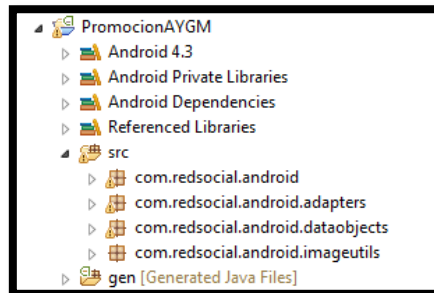 PromocionAYGM
Android 4.3
Android Private Libraries
Android Dependencies
Referenced Libraries
src
com.redsocial.android
com.redsocial.android.adapters
com.redsocial.android.dataobjects
com.redsocial.android.imageutils
gen [Generated Java Files]